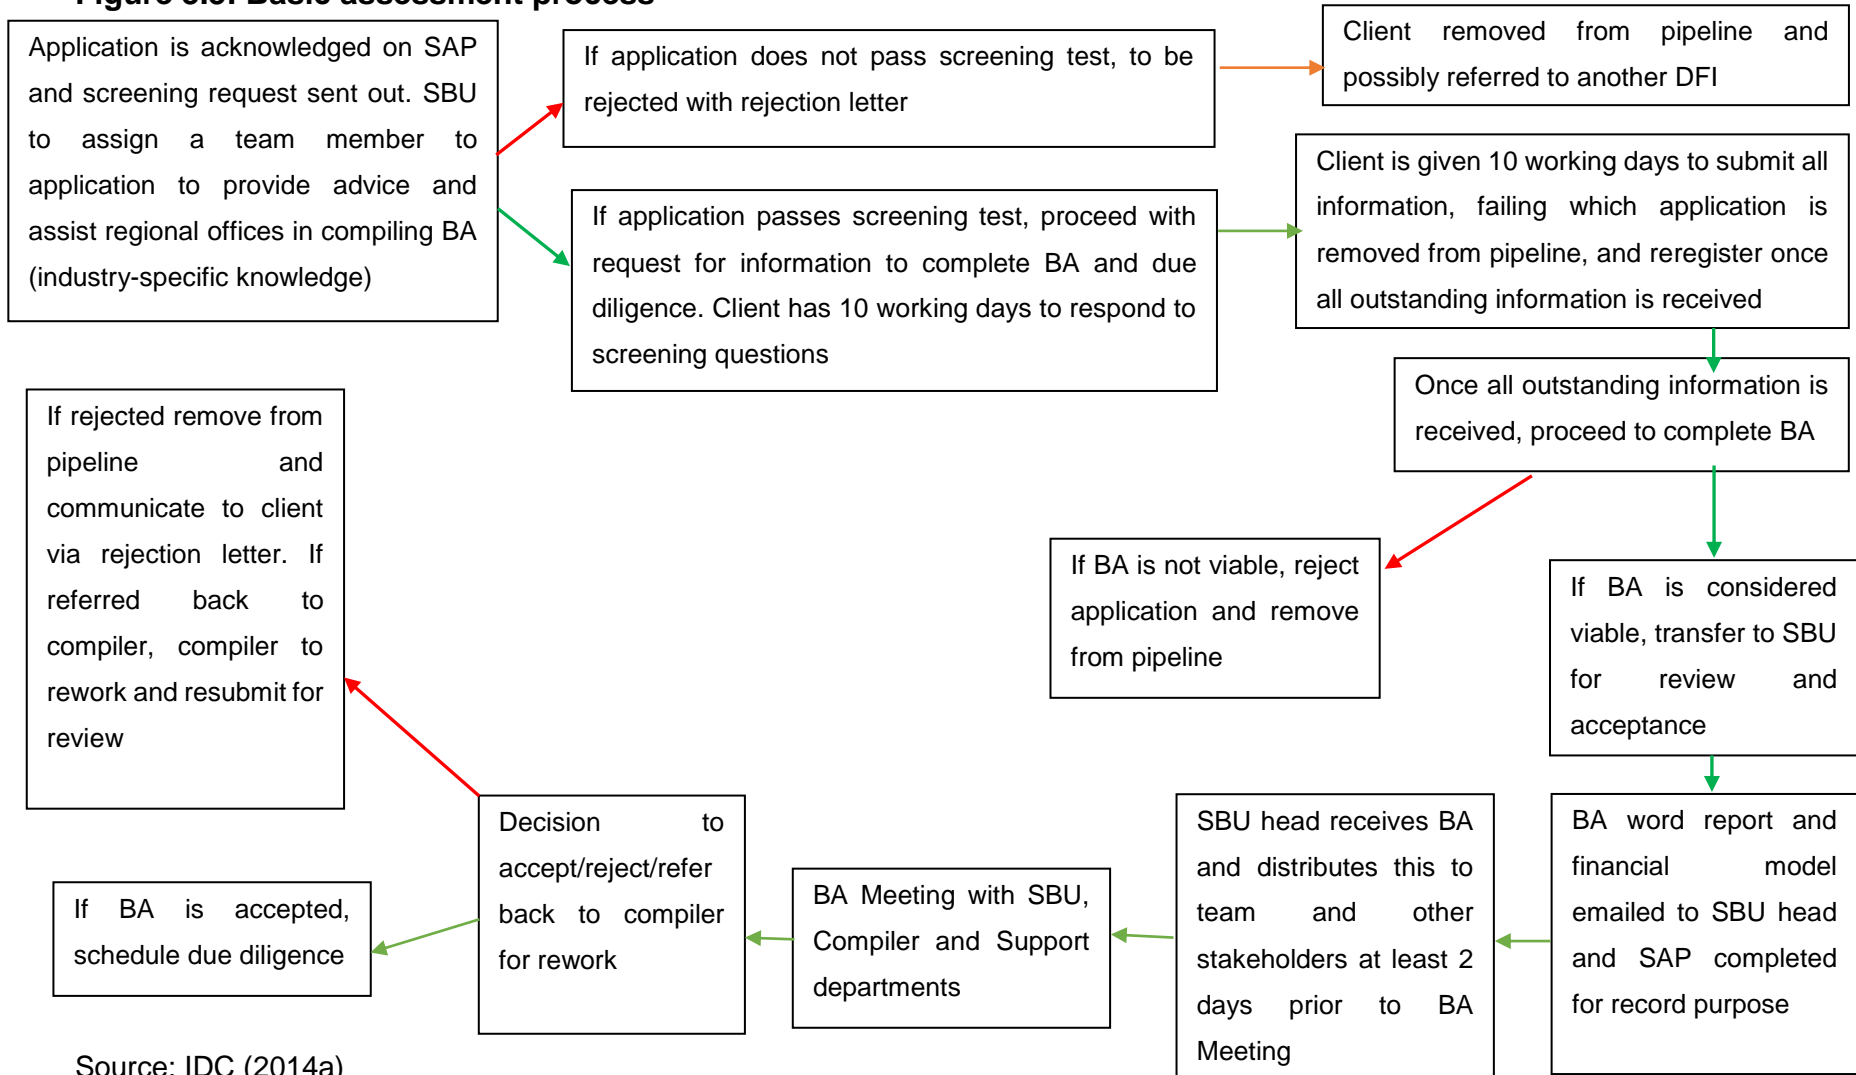 Figure 3.3: Basic assessment process
Application is acknowledged on SAP
and screening request sent out. SBU
to assign a team member to
application to provide advice and
assist regional offices in compiling BA
(industry-specific knowledge)
If application does not pass screening test, to be
rejected with rejection letter
Client removed from pipeline and
possibly referred to another DFI
If application passes screening test, proceed with
request for information to complete BA and due
diligence. Client has 10 working days to respond to
screening questions
Client is given 10 working days to submit all
information, failing which application is
removed from pipeline, and reregister once
all outstanding information is received
Once all outstanding information is
received, proceed to complete BA
If BA is not viable, reject
application and remove
from pipeline
If BA is considered
viable, transfer to SBU
for review and
acceptance
BA word report and
financial model
emailed to SBU head
and SAP completed
for record purpose
SBU head receives BA
and distributes this to
team and other
stakeholders at least 2
days prior to BA
Meeting
BA Meeting with SBU,
Compiler and Support
departments
Decision to
accept/reject/refer
back to compiler
for rework
If rejected remove from
pipeline and
communicate to client
via rejection letter. If
referred back to
compiler, compiler to
rework and resubmit for
review
If BA is accepted,
schedule due diligence
Source: IDC (2014a)